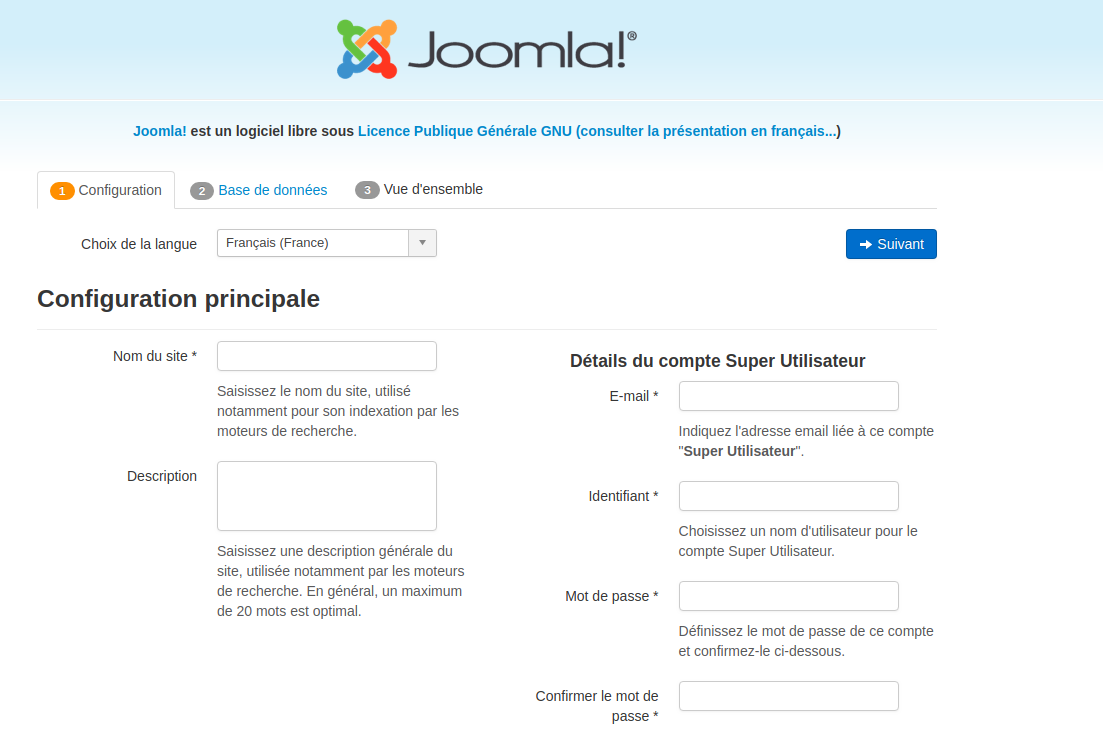 Joomla!®
Joomla! est un logiciel libre sous Licence Publique Générale GNU (consulter la présentation en français...)
1 Configuration
2 Base de données
3 Vue d'ensemble
Choix de la langue
Français (France)
Suivant
Configuration principale
Nom du site *
Saisissez le nom du site, utilisé
notamment pour son indexation par les
moteurs de recherche.
Description
Saisissez une description générale du
site, utilisée notamment par les moteurs
de recherche. En général, un maximum
de 20 mots est optimal.
Détails du compte Super Utilisateur
E-mail *
Indiquez l'adresse email liée à ce compte
"Super Utilisateur".
Identifiant *
Choisissez un nom d'utilisateur pour le
compte Super Utilisateur.
Mot de passe *
Définissez le mot de passe de ce compte
et confirmez-le ci-dessous.
Confirmer le mot de
passe *